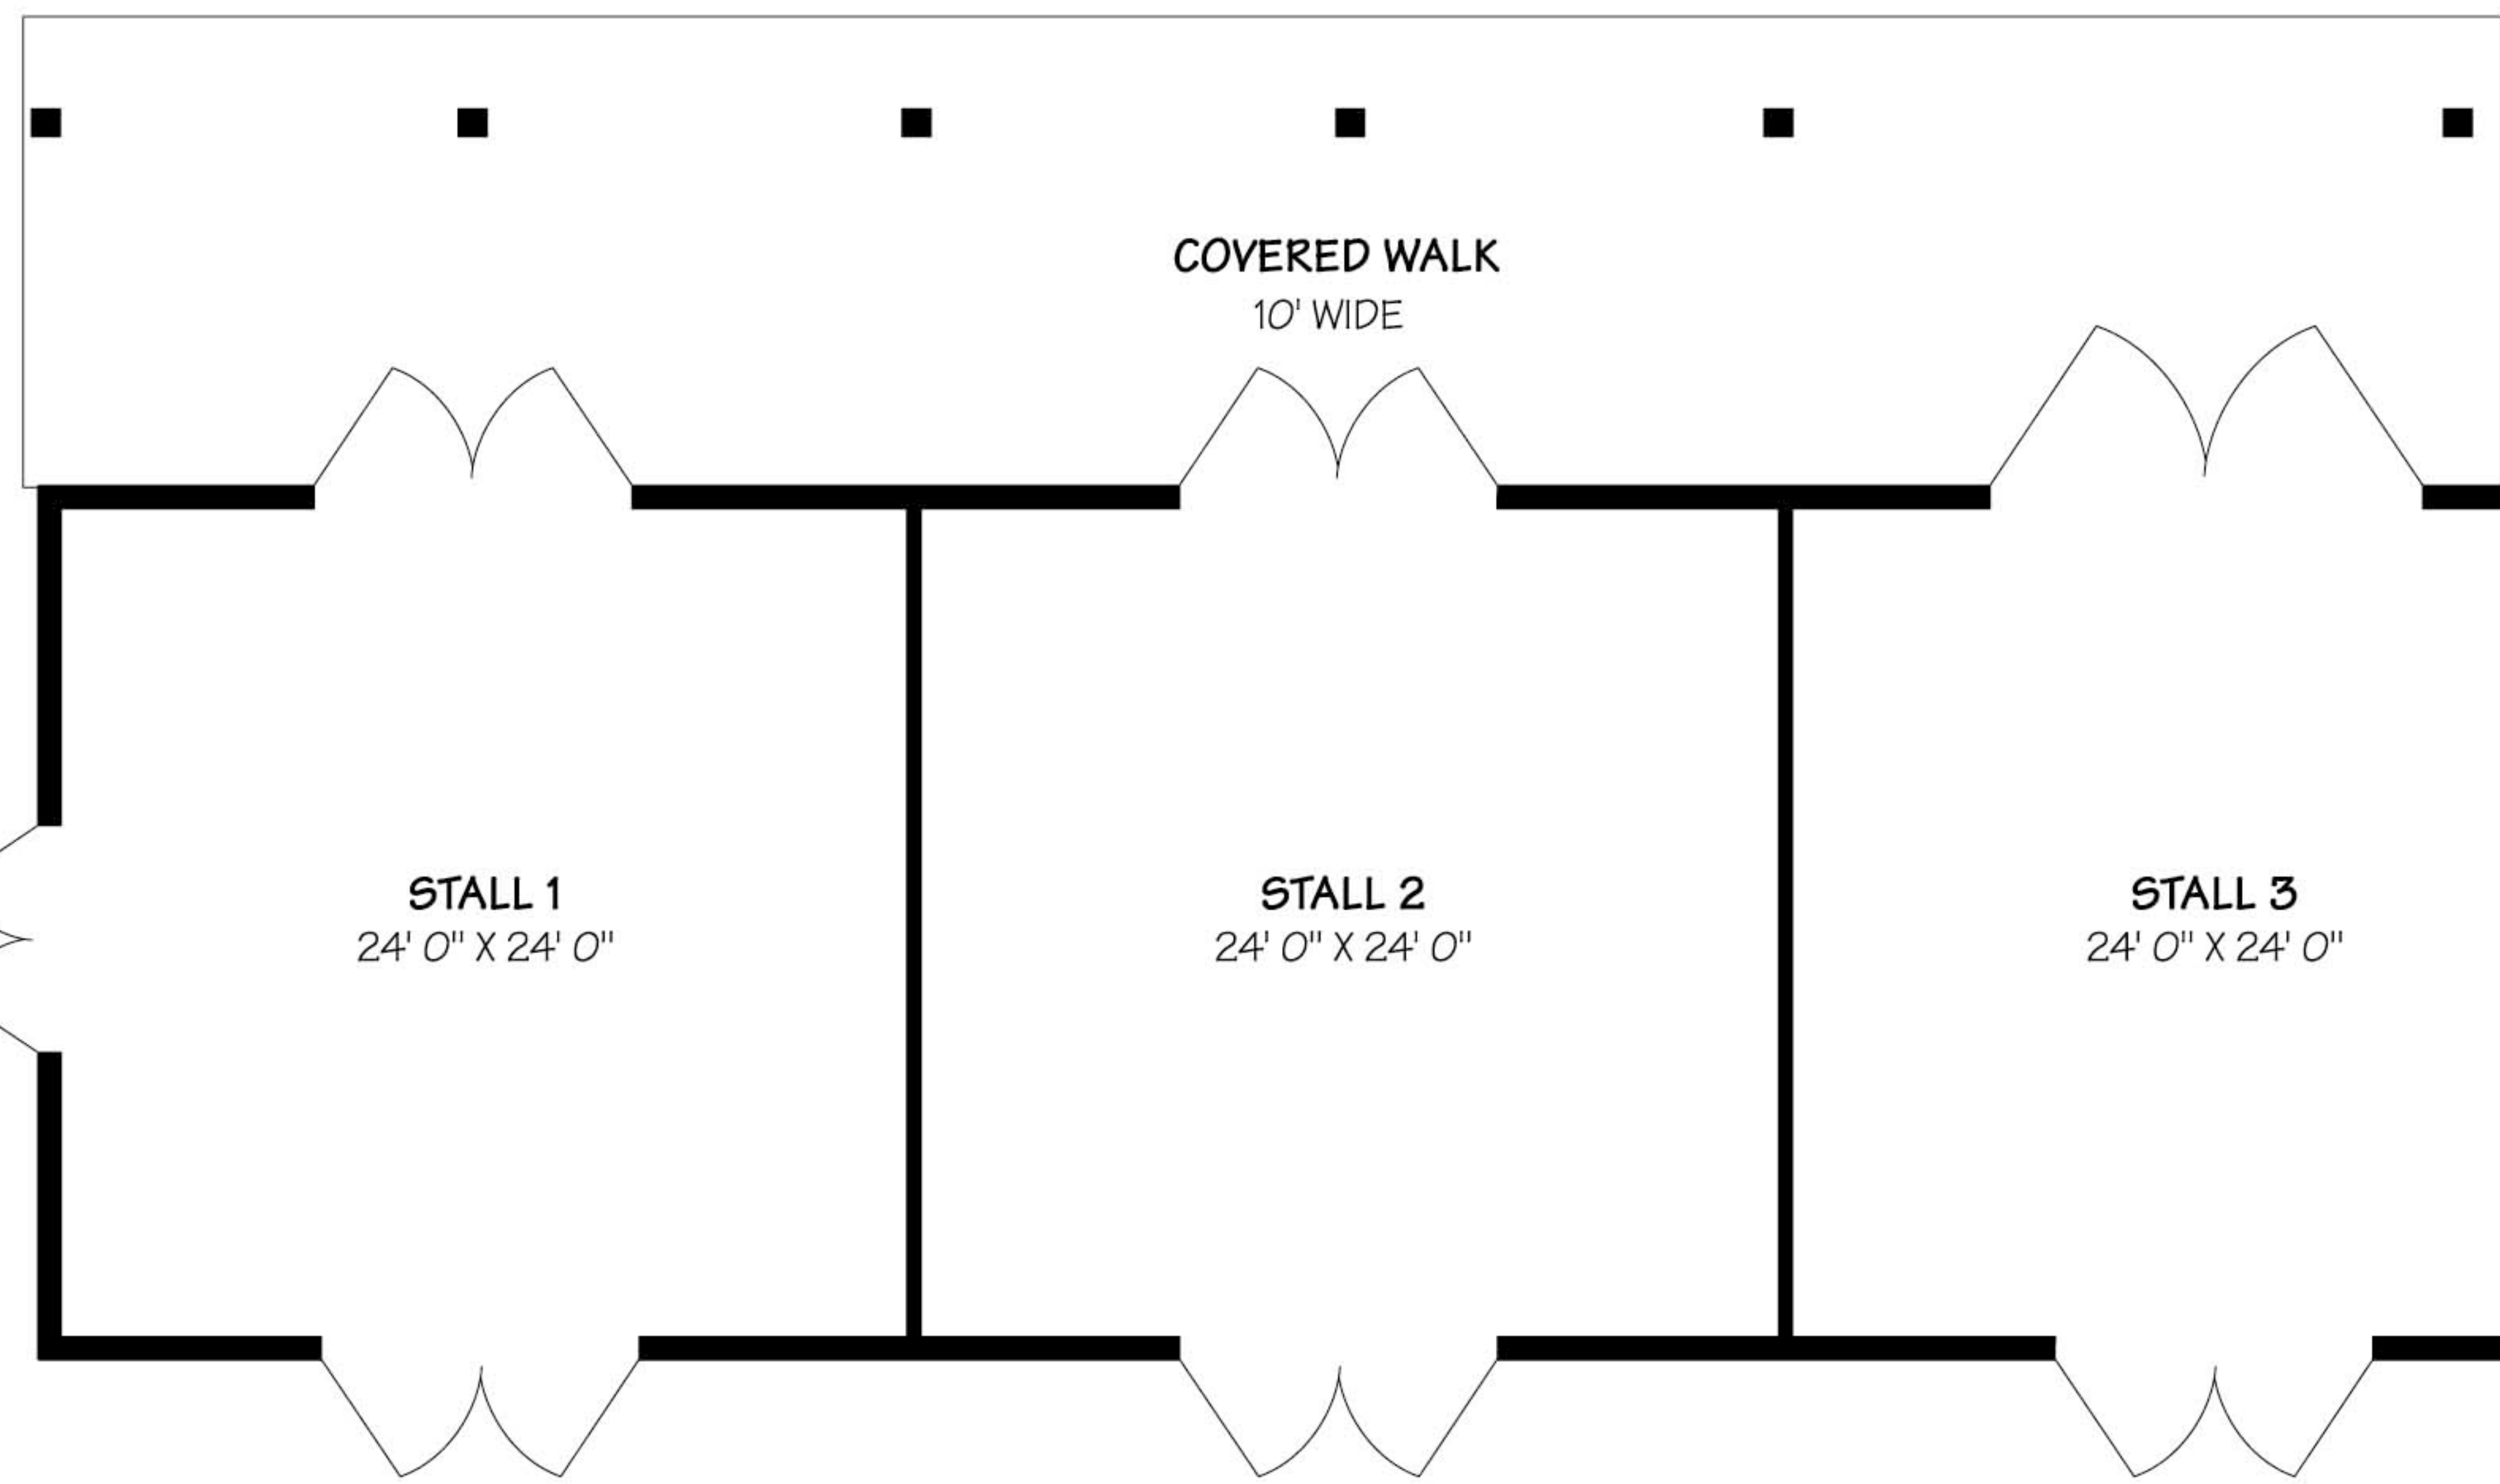 COVERED WALK
10' WIDE
STALL 1
24' 0" X 24' 0"
STALL 2
24' 0" X 24' 0"
STALL 3
24' 0" X 24' 0"